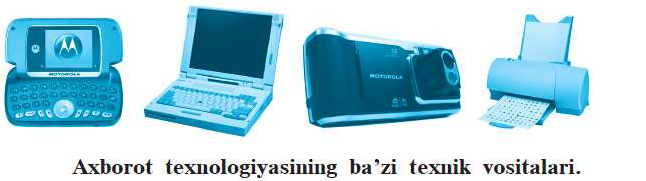 MOTOROLA
MOTOROLA
Axborot texnologiyasining ba’zi texnik vositalari.